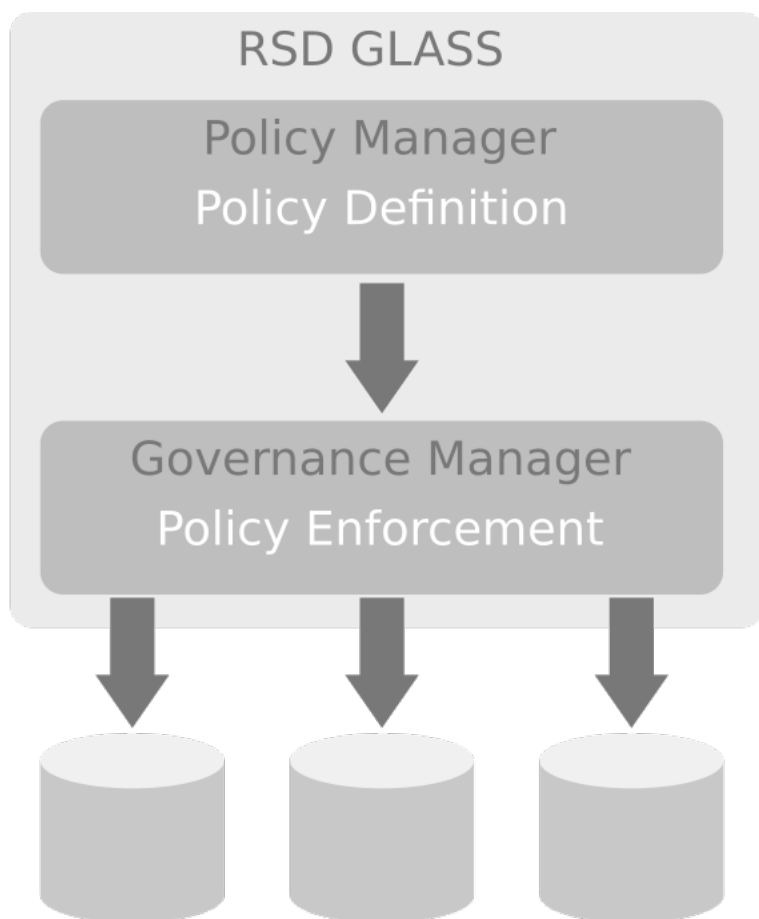 RSD GLASS
Policy Manager
Policy Definition
Governance Manager
Policy Enforcement